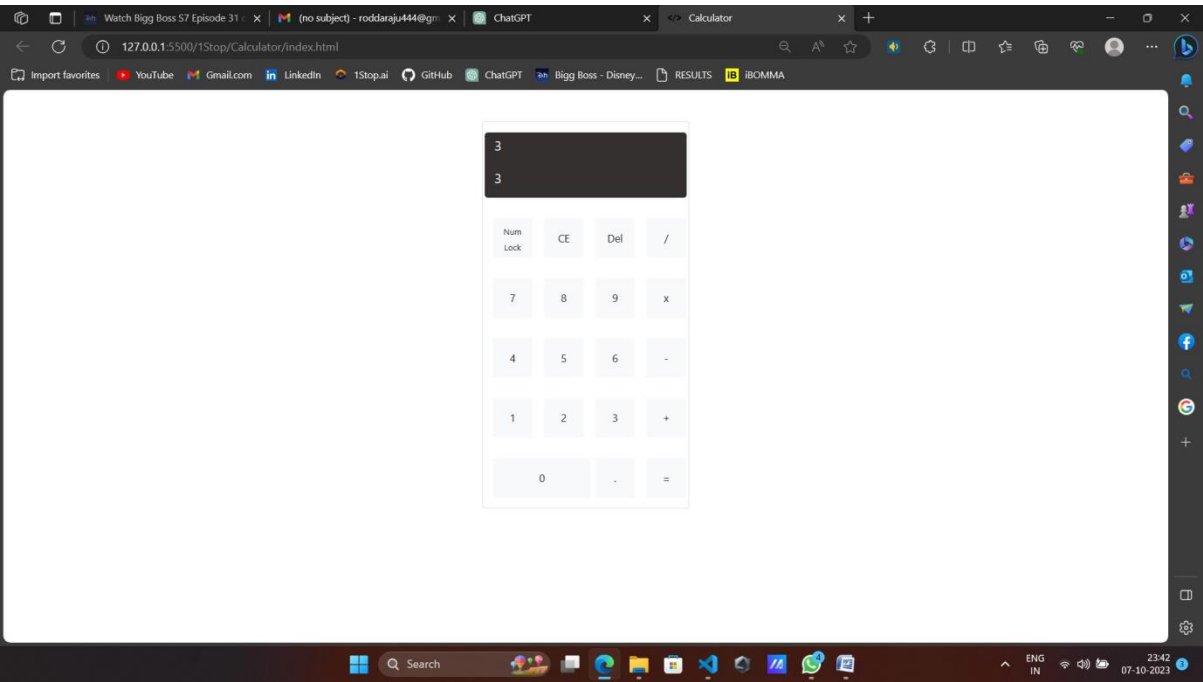 Watch Bigg Boss S7 Episode 31 c
(no subject) - roddaraju444@gm
ChatGPT
Calculator
127.0.0.1:5500/1Stop/Calculator/index.html
Import favorites
YouTube
Gmail.com
LinkedIn
1Stop.ai
GitHub
ChatGPT
Bigg Boss - Disney...
RESULTS
iB iBOMMA
3
3
Num Lock CE Del /
7 8 9 x
4 5 6 -
1 2 3 +
0 . =
Search
ENG
IN
23:42
07-10-2023